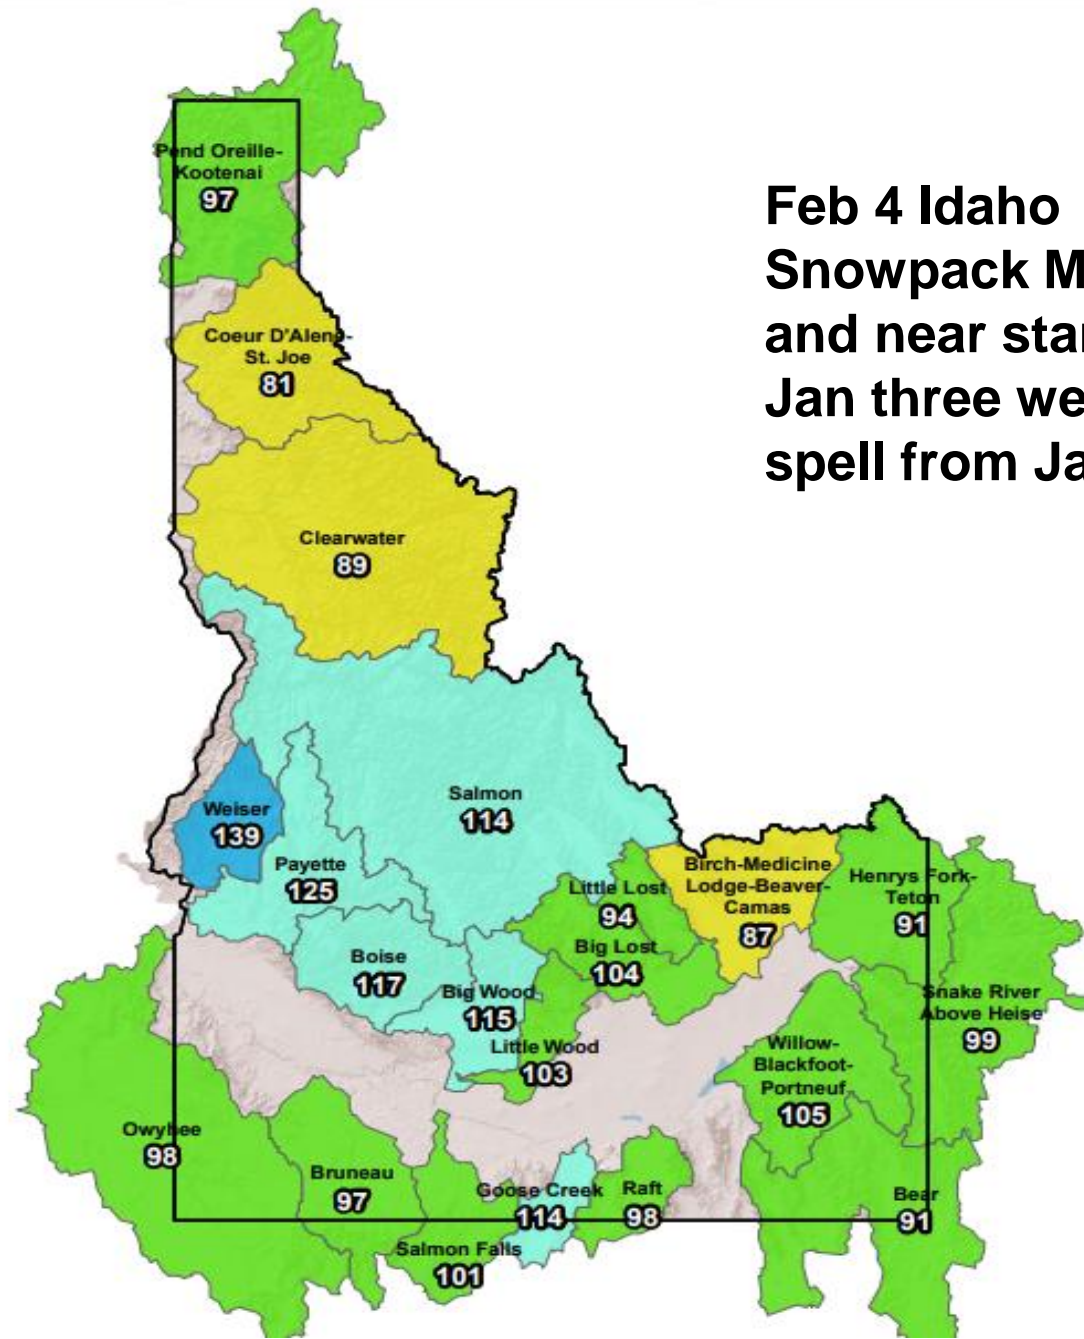 Feb 4 Idaho
Snowpack M
and near star
Jan three we
spell from Ja
Pend Oreille-
Kootenai
97
Coeur D'Alene-
St. Joe
81
Clearwater
89
Salmon
114
Weiser
139
Payette
125
Boise
117
Big Wood
115
Little Wood
103
Little Lost
94
Big Lost
104
Birch-Medicine
Lodge-Beaver-
Camas
87
Henrys Fork-
Teton
91
Snake River
Above Heise
99
Willow-
Blackfoot-
Portneuf
105
Owyhee
98
Bruneau
97
Salmon Falls
101
Goose Creek
114
Raft
98
Bear
91